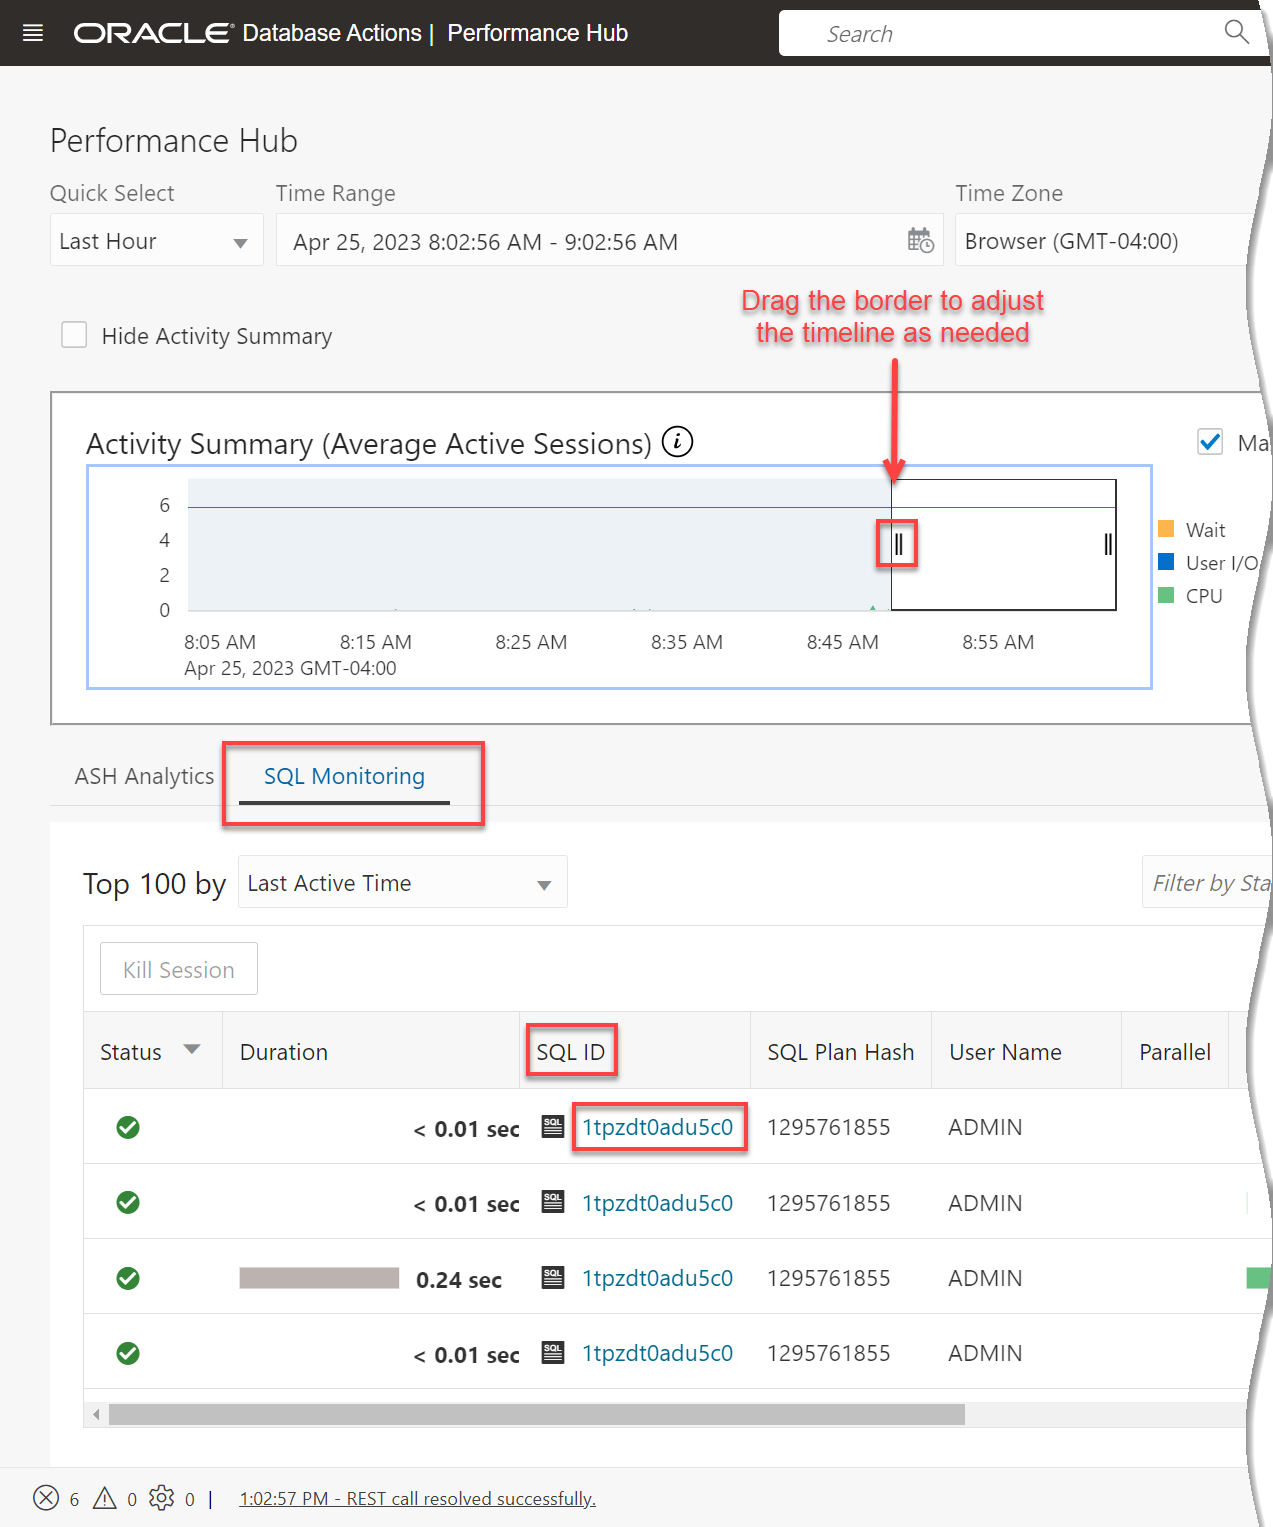 ORACLE® Database Actions | Performance Hub
Search
Performance Hub
Quick Select
Time Range
Time Zone
Last Hour
Apr 25, 2023 8:02:56 AM - 9:02:56 AM
Browser (GMT-04:00)
Drag the border to adjust
the timeline as needed
Hide Activity Summary
Activity Summary (Average Active Sessions)
6
4
2
0
8:05 AM 8:15 AM 8:25 AM 8:35 AM 8:45 AM 8:55 AM
Apr 25, 2023 GMT-04:00
Wait
User I/O
CPU
ASH Analytics
SQL Monitoring
Top 100 by
Last Active Time
Filter by Sta
Kill Session
Status Duration SQL ID SQL Plan Hash User Name Parallel
< 0.01 sec SQL 1tpzdt0adu5c0 1295761855 ADMIN
< 0.01 sec SQL 1tpzdt0adu5c0 1295761855 ADMIN
0.24 sec SQL 1tpzdt0adu5c0 1295761855 ADMIN
< 0.01 sec SQL 1tpzdt0adu5c0 1295761855 ADMIN
6 0 0 | 1:02:57 PM - REST call resolved successfully.